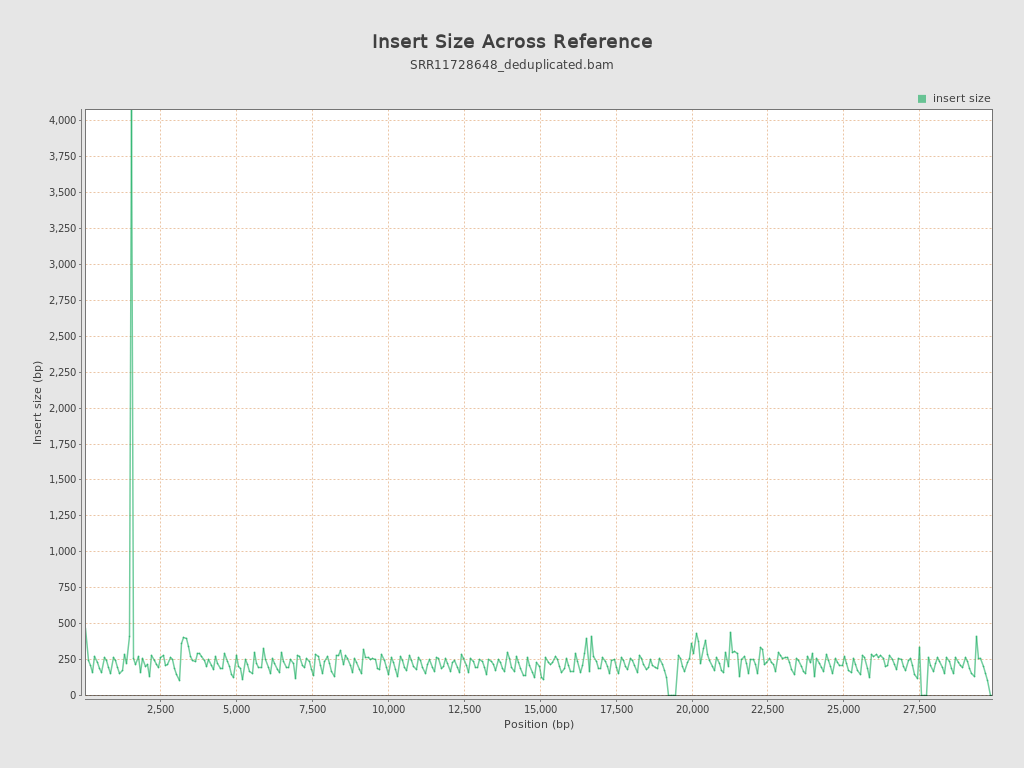 Insert Size Across Reference
SRR11728648_deduplicated.bam
insert size
4,000
3,750
3,500
3,250
3,000
2,750
2,500
2,250
2,000
1,750
1,500
1,250
1,000
750
500
250
0
Insert size (bp)
2,500 5,000 7,500 10,000 12,500 15,000 17,500 20,000 22,500 25,000 27,500
Position (bp)